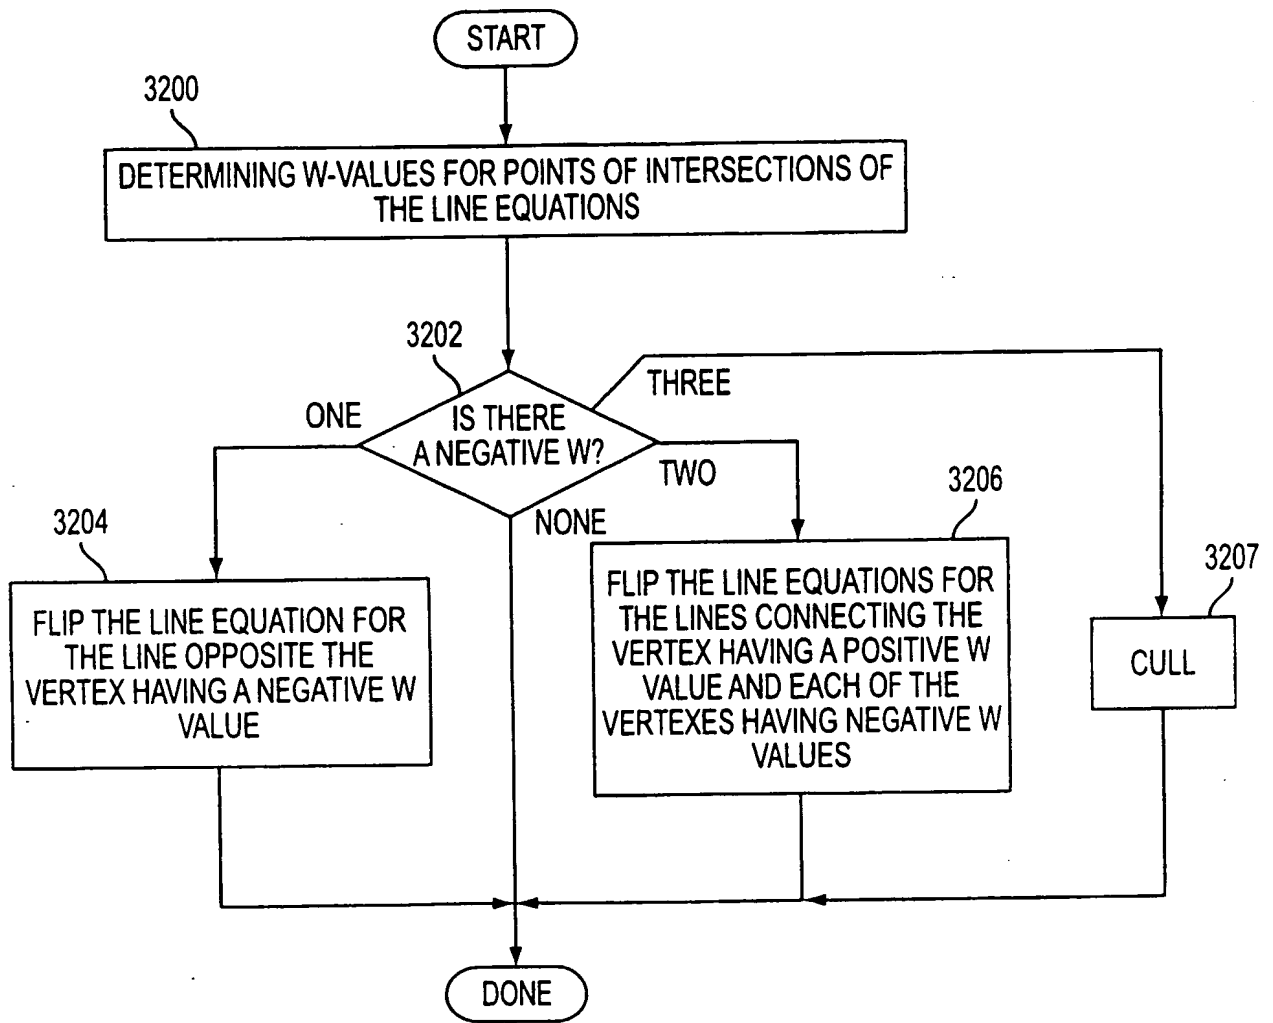 START
3200
DETERMINING W-VALUES FOR POINTS OF INTERSECTIONS OF
THE LINE EQUATIONS
3202
IS THERE
A NEGATIVE W?
ONE
THREE
TWO
NONE
3204
FLIP THE LINE EQUATION FOR
THE LINE OPPOSITE THE
VERTEX HAVING A NEGATIVE W
VALUE
3206
FLIP THE LINE EQUATIONS FOR
THE LINES CONNECTING THE
VERTEX HAVING A POSITIVE W
VALUE AND EACH OF THE
VERTEXES HAVING NEGATIVE W
VALUES
3207
CULL
DONE